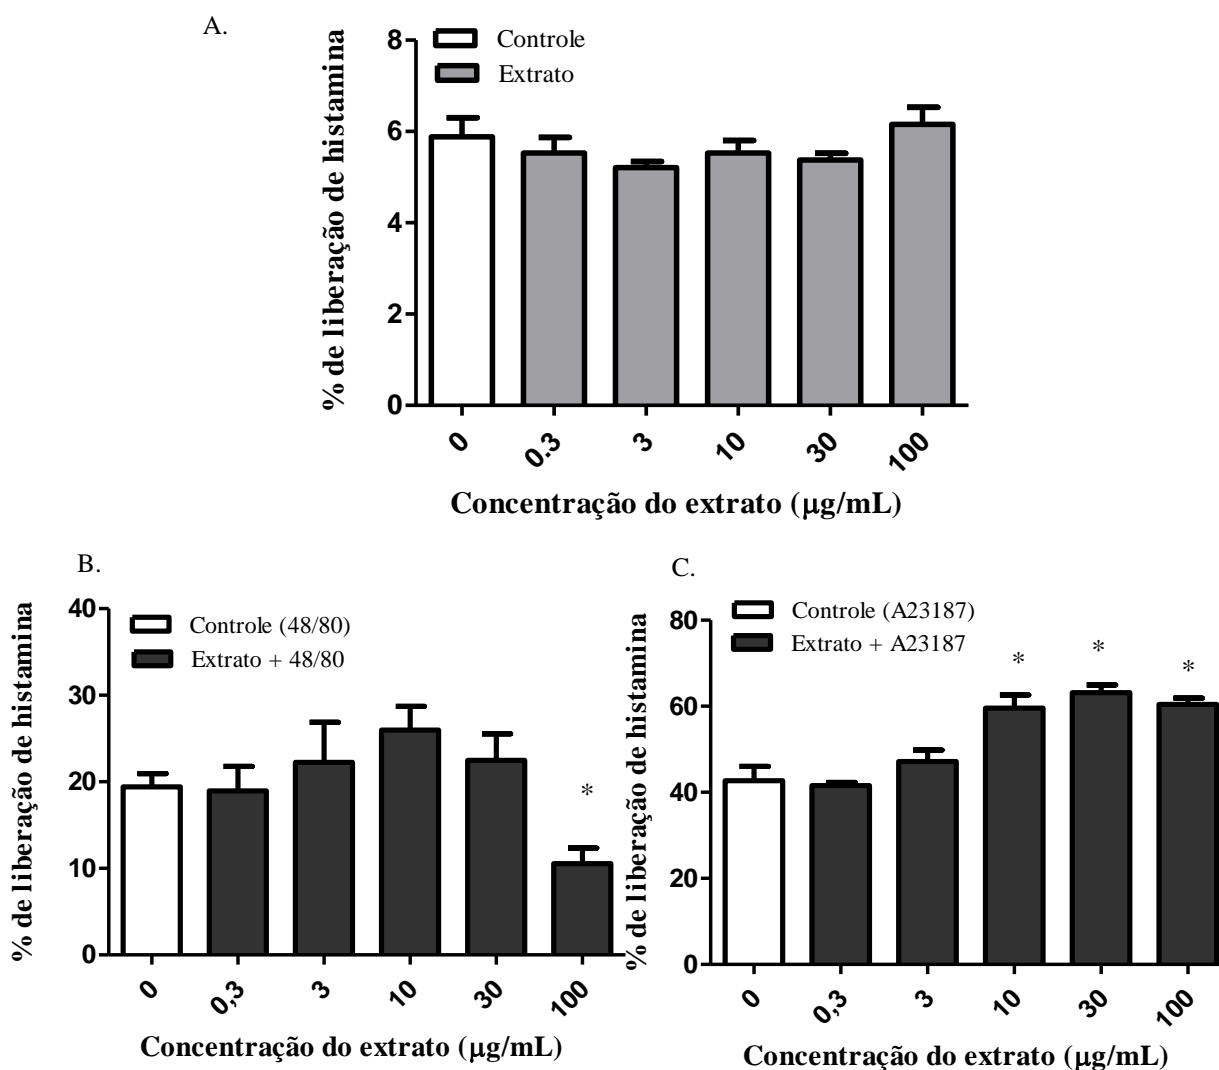 A.
% de liberação de histamina
8
6
4
2
0
Controle
Extrato
0 0.3 3 10 30 100
Concentração do extrato (μg/mL)
B.
% de liberação de histamina
40
30
20
10
0
Controle (48/80)
Extrato + 48/80
*
0 0,3 3 10 30 100
Concentração do extrato (μg/mL)
C.
% de liberação de histamina
80
60
40
20
0
Controle (A23187)
Extrato + A23187
* * *
0 0,3 3 10 30 100
Concentração do extrato (μg/mL)